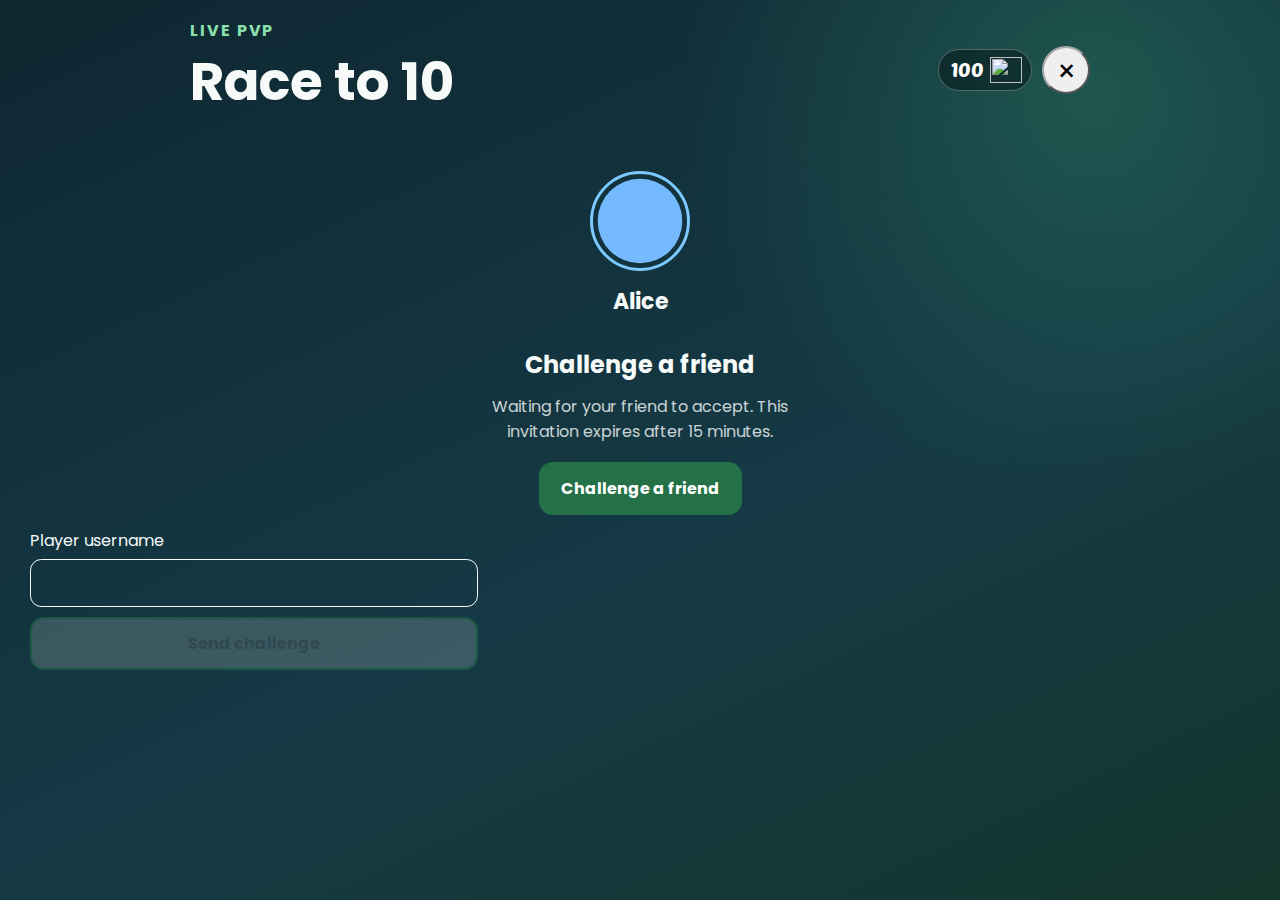 LIVE PVP
Race to 10
100
×
Alice
Challenge a friend
Waiting for your friend to accept. This
invitation expires after 15 minutes.
Challenge a friend
Player username
Send challenge